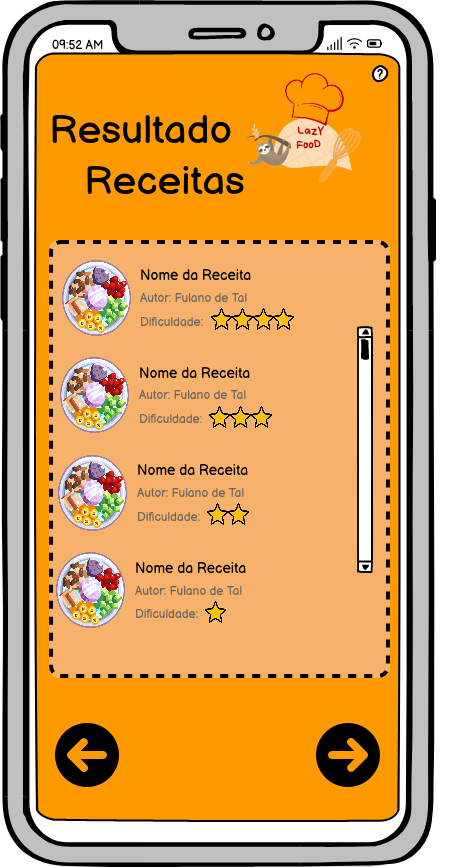 09:52 AM
?
LaZY
FooD
Resultado
Receitas
Nome da Receita
Autor: Fulano de Tal
Dificuldade:
Nome da Receita
Autor: Fulano de Tal
Dificuldade:
Nome da Receita
Autor: Fulano de Tal
Dificuldade:
Nome da Receita
Autor: Fulano de Tal
Dificuldade: